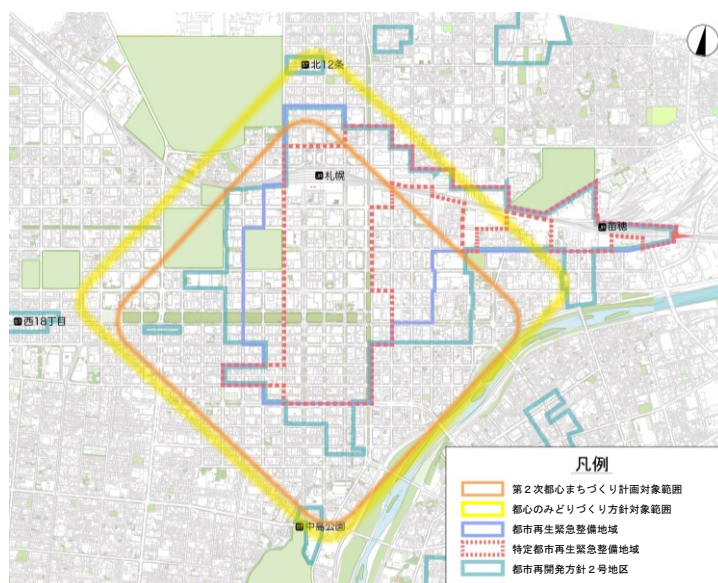 北12条
札幌
苗穂
西18丁目
中島公園
凡例
第2次都心まちづくり計画対象範囲
都心のみどりづくり方針対象範囲
都市再生緊急整備地域
特定都市再生緊急整備地域
都市再開発方針2号地区